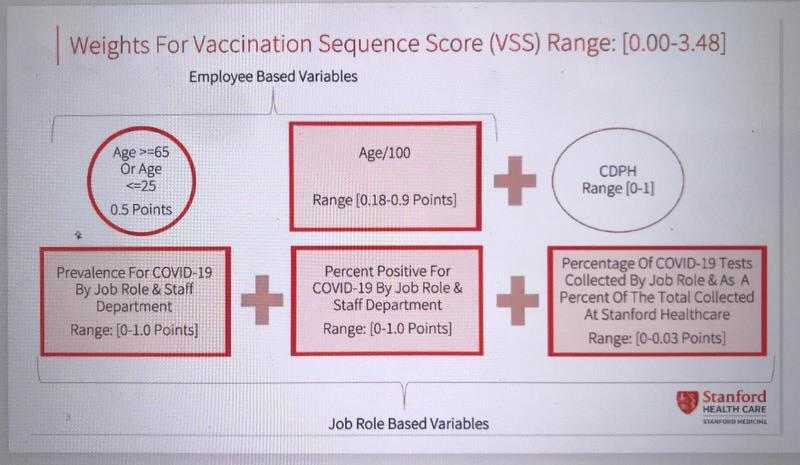 Weights For Vaccination Sequence Score (VSS) Range: [0.00-3.48]
Employee Based Variables
Age >=65
Or Age
<=25
0.5 Points
Age/100
Range [0.18-0.9 Points]
CDPH
Range [0-1]
Prevalence For COVID-19
By Job Role & Staff
Department
Range: [0-1.0 Points]
Percent Positive For
COVID-19 By Job Role &
Staff Department
Range: [0-1.0 Points]
Percentage Of COVID-19 Tests
Collected By Job Role & As A
Percent Of The Total Collected
At Stanford Healthcare
Range: [0-0.03 Points]
Job Role Based Variables
3
Stanford
HEALTH CARE
STANFORD MEDICINE